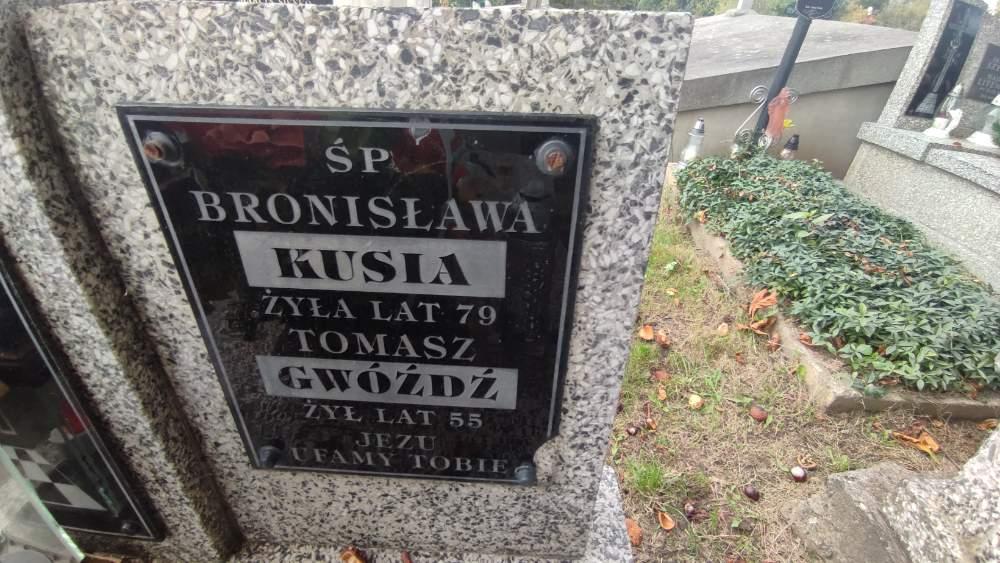 ŚP
BRONISŁAWA
KUSIA
ŻYŁA LAT 79
TOMASZ
GWÓŹDŹ
ŻYŁ LAT 55
JEZU
UFAMY TOBIE